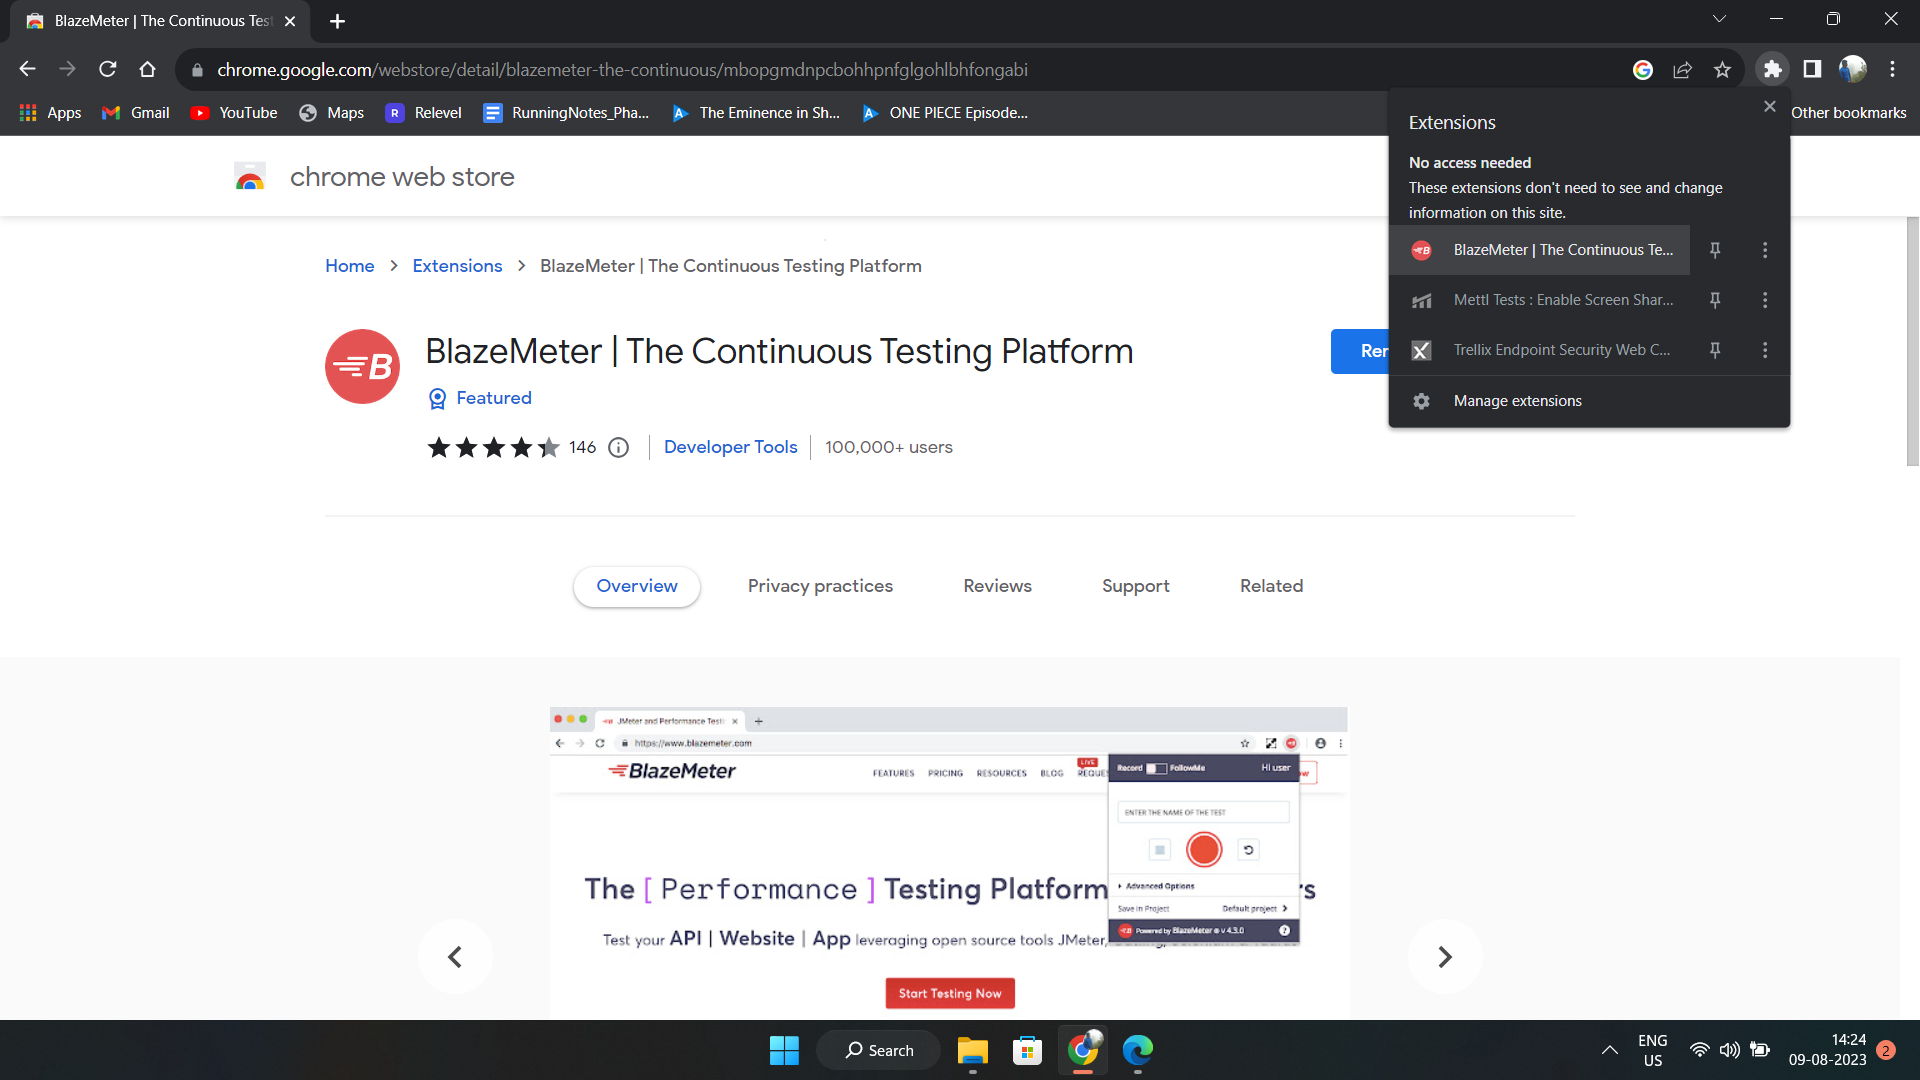 BlazeMeter | The Continuous Test
chrome.google.com/webstore/detail/blazemeter-the-continuous/mbopgmdnpcbohhpnfglgohlbhfongabi
Apps
Gmail
YouTube
Maps
R
Relevel
RunningNotes_Pha...
The Eminence in Sh...
ONE PIECE Episode...
Other bookmarks
chrome web store
Extensions
No access needed
These extensions don't need to see and change
information on this site.
BlazeMeter | The Continuous Te...
Mettl Tests : Enable Screen Shar...
Trellix Endpoint Security Web C...
Manage extensions
Home > Extensions > BlazeMeter | The Continuous Testing Platform
B
BlazeMeter | The Continuous Testing Platform
Featured
146
Developer Tools
100,000+ users
Overview
Privacy practices
Reviews
Support
Related
JMeter and Performance Testi
https://www.blazemeter.com
BlazeMeter
FEATURES
PRICING
RESOURCES
BLOG
LIVE
Record
FollowMe
Hi user
ENTER THE NAME OF THE TEST
Advanced Options
Save in Project
Default project
Powered by BlazeMeter ® v 4.3.0
The [ Performance ] Testing Platform
Test your API | Website | App leveraging open source tools JMeter,
Start Testing Now
Search
ENG
US
14:24
09-08-2023
2